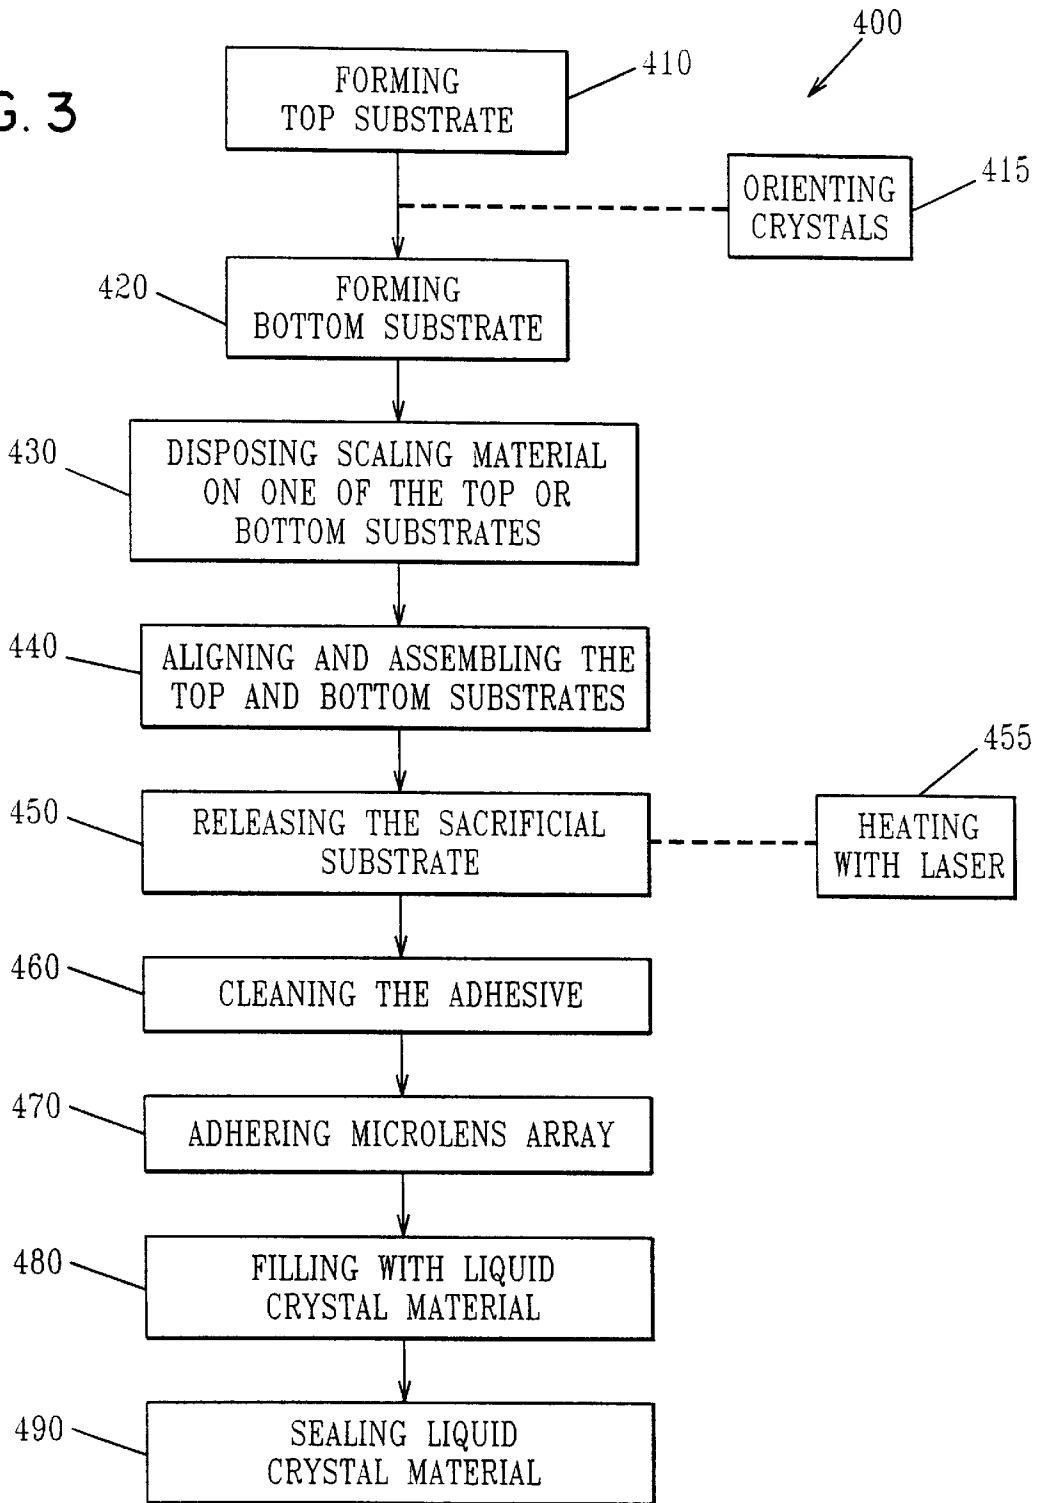 G. 3
400
FORMING
TOP SUBSTRATE
410
ORIENTING
CRYSTALS
415
420
FORMING
BOTTOM SUBSTRATE
430
DISPOSING SCALING MATERIAL
ON ONE OF THE TOP OR
BOTTOM SUBSTRATES
440
ALIGNING AND ASSEMBLING THE
TOP AND BOTTOM SUBSTRATES
450
RELEASING THE SACRIFICIAL
SUBSTRATE
455
HEATING
WITH LASER
460
CLEANING THE ADHESIVE
470
ADHERING MICROLENS ARRAY
480
FILLING WITH LIQUID
CRYSTAL MATERIAL
490
SEALING LIQUID
CRYSTAL MATERIAL